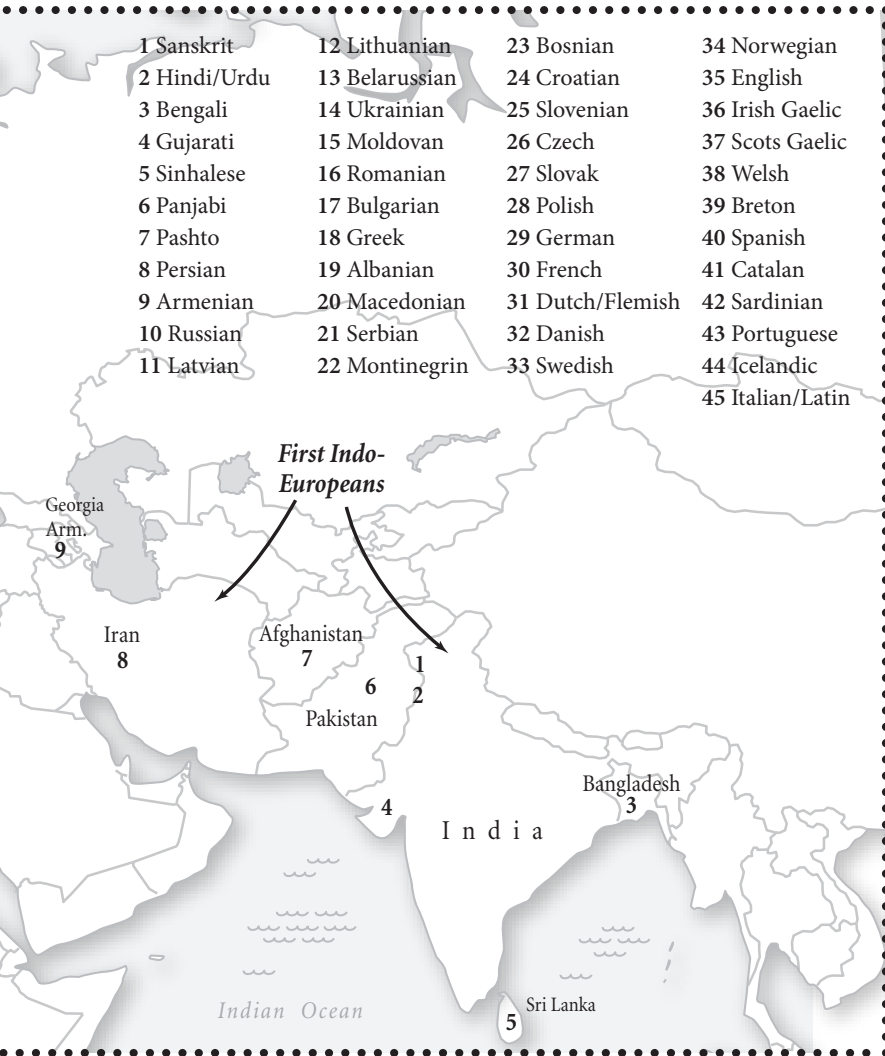 1 Sanskrit
2 Hindi/Urdu
3 Bengali
4 Gujarati
5 Sinhalese
6 Panjabi
7 Pashto
8 Persian
9 Armenian
10 Russian
11 Latvian
12 Lithuanian
13 Belarussian
14 Ukrainian
15 Moldovan
16 Romanian
17 Bulgarian
18 Greek
19 Albanian
20 Macedonian
21 Serbian
22 Montinegrin
23 Bosnian
24 Croatian
25 Slovenian
26 Czech
27 Slovak
28 Polish
29 German
30 French
31 Dutch/Flemish
32 Danish
33 Swedish
34 Norwegian
35 English
36 Irish Gaelic
37 Scots Gaelic
38 Welsh
39 Breton
40 Spanish
41 Catalan
42 Sardinian
43 Portuguese
44 Icelandic
45 Italian/Latin
First Indo-
Europeans
Georgia
Arm.
9
Iran
8
Afghanistan
7
1
6
2
Pakistan
Bangladesh
3
4
India
Sri Lanka
5
Indian Ocean